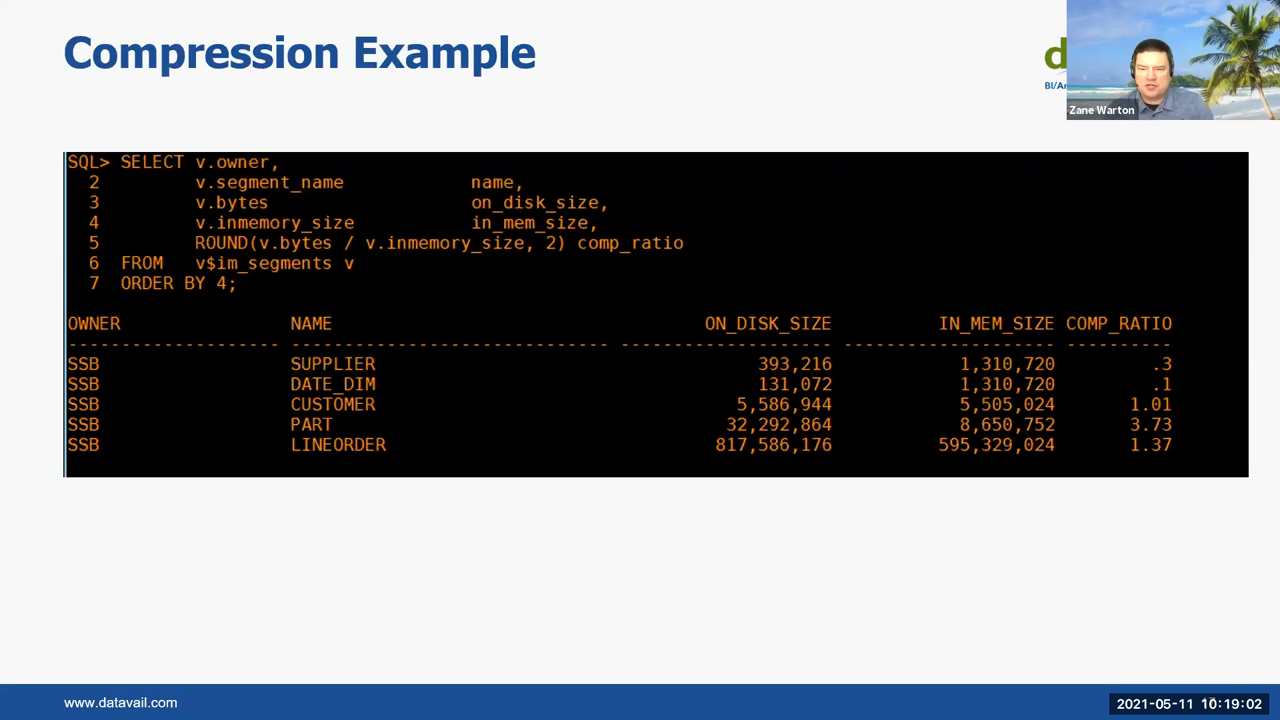 Compression Example
d
BI/An
Zane Warton
SQL> SELECT v.owner,
2 v.segment_name name,
3 v.bytes on_disk_size,
4 v.inmemory_size in_mem_size,
5 ROUND(v.bytes / v.inmemory_size, 2) comp_ratio
6 FROM v$im_segments v
7 ORDER BY 4;
OWNER NAME ON_DISK_SIZE IN_MEM_SIZE COMP_RATIO
-------------------- ------------------------------ -------------------- -------------------- ----------
SSB SUPPLIER 393,216 1,310,720 .3
SSB DATE_DIM 131,072 1,310,720 .1
SSB CUSTOMER 5,586,944 5,505,024 1.01
SSB PART 32,292,864 8,650,752 3.73
SSB LINEORDER 817,586,176 595,329,024 1.37
www.datavail.com
2021-05-11 10:19:02